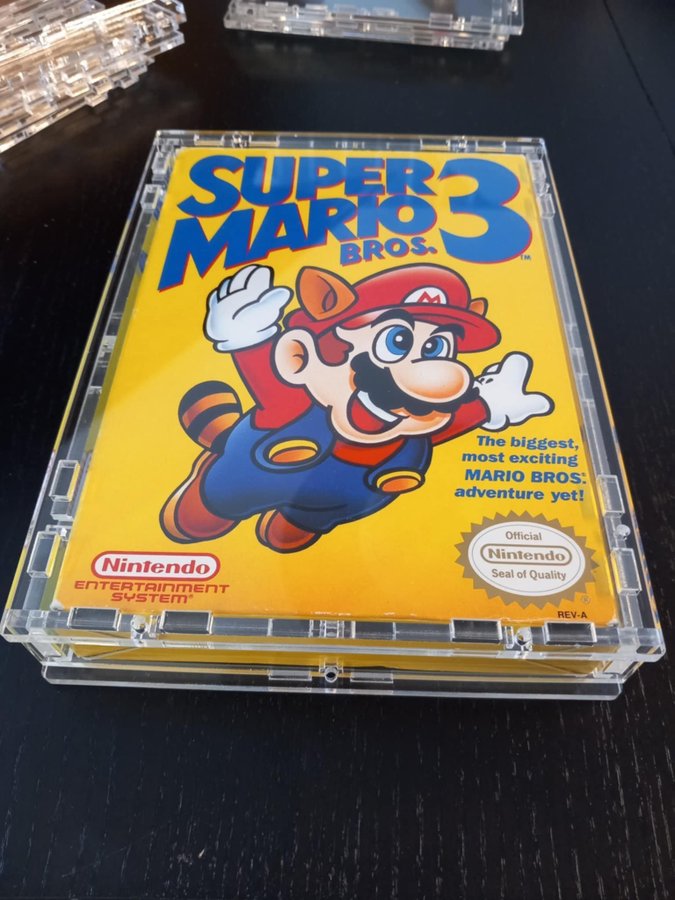 SUPER
MARIO 3
BROS.™
M
The biggest,
most exciting
MARIO BROS.
adventure yet!
Nintendo®
ENTERTAINMENT
SYSTEM®
Official
Nintendo®
Seal of Quality
®
REV-A